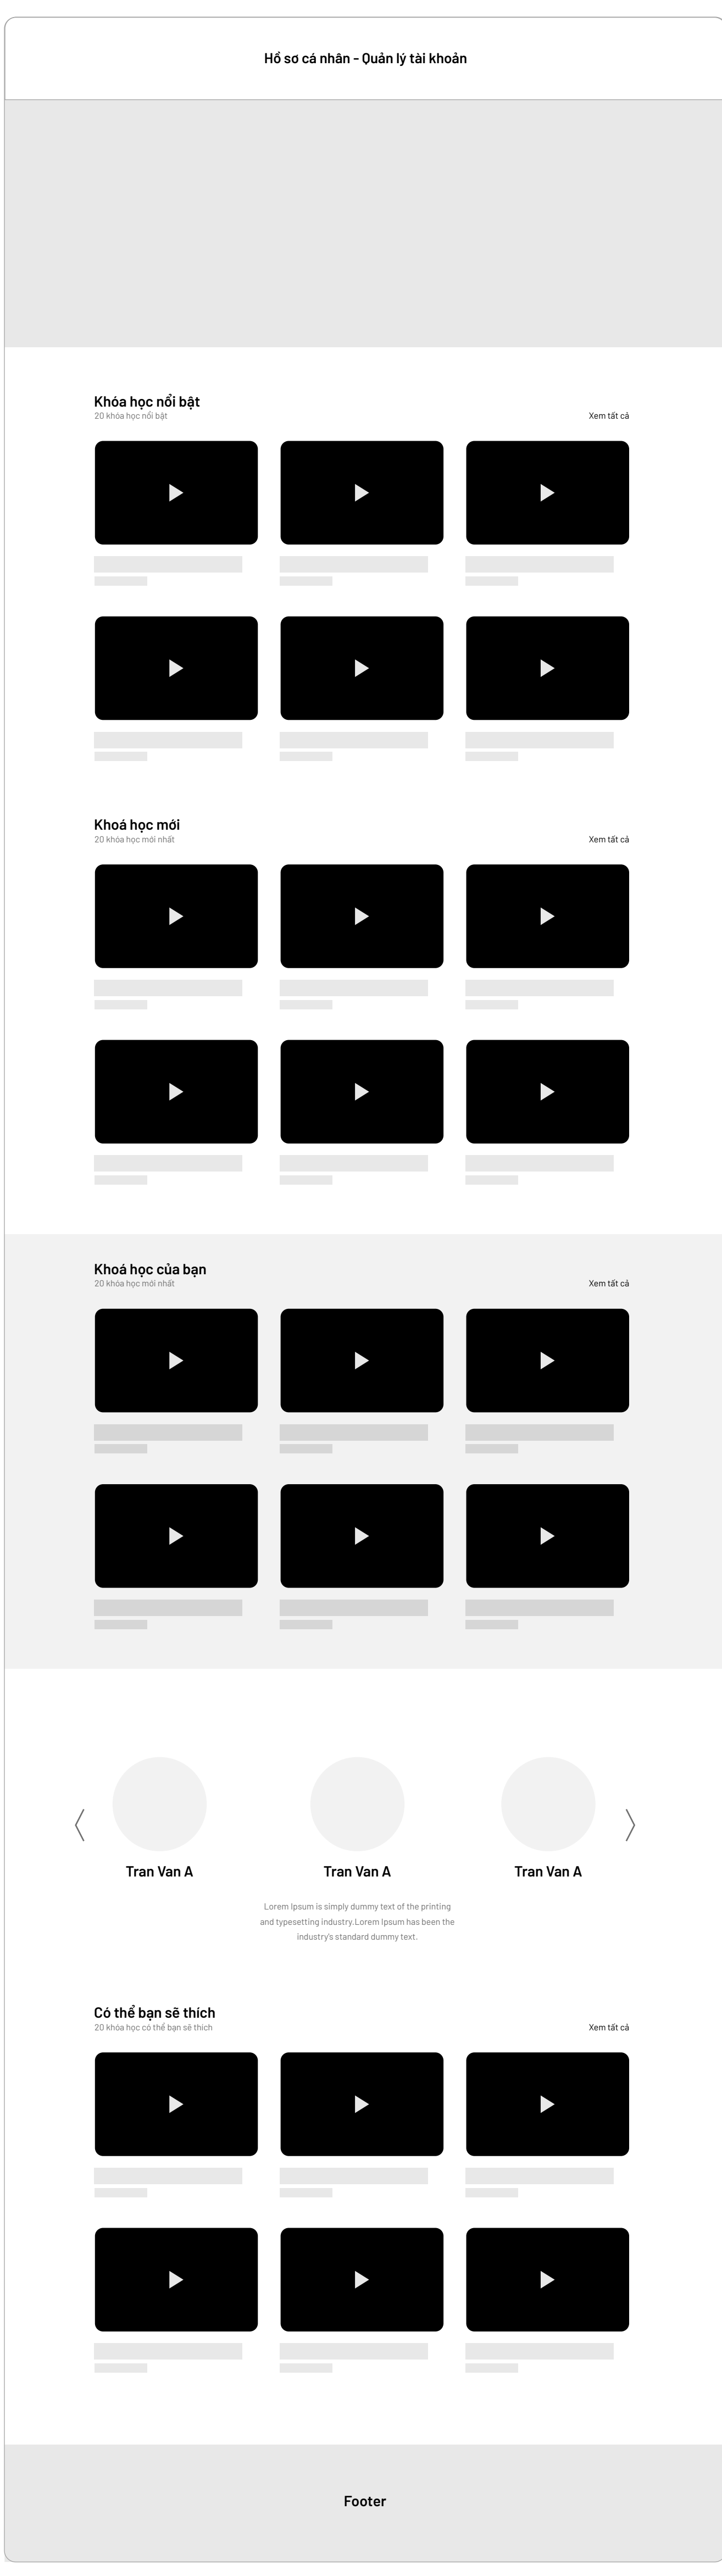 Hồ sơ cá nhân - Quản lý tài khoản
Khóa học nổi bật
20 khóa học nổi bật
Xem tất cả
Khoá học mới
20 khóa học mới nhất
Xem tất cả
Khoá học của bạn
20 khóa học mới nhất
Xem tất cả
Tran Van A
Tran Van A
Tran Van A
Lorem Ipsum is simply dummy text of the printing
and typesetting industry.Lorem Ipsum has been the
industry's standard dummy text.
Có thể bạn sẽ thích
20 khóa học có thể bạn sẽ thích
Xem tất cả
Footer